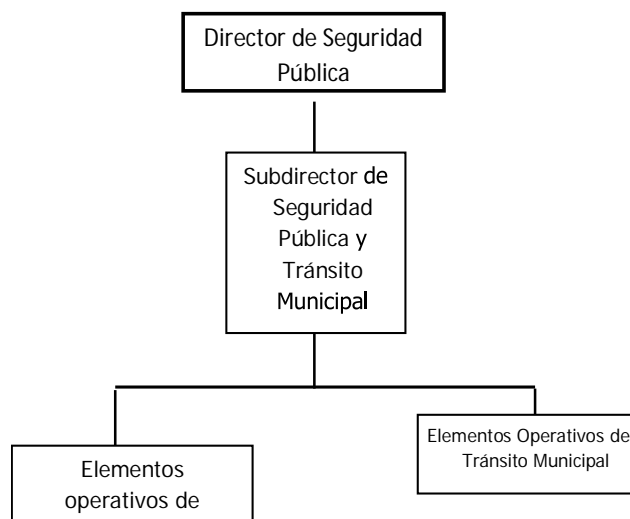 Director de Seguridad
Pública
Subdirector de
Seguridad
Pública y
Tránsito
Municipal
Elementos
operativos de
Elementos Operativos de
Tránsito Municipal